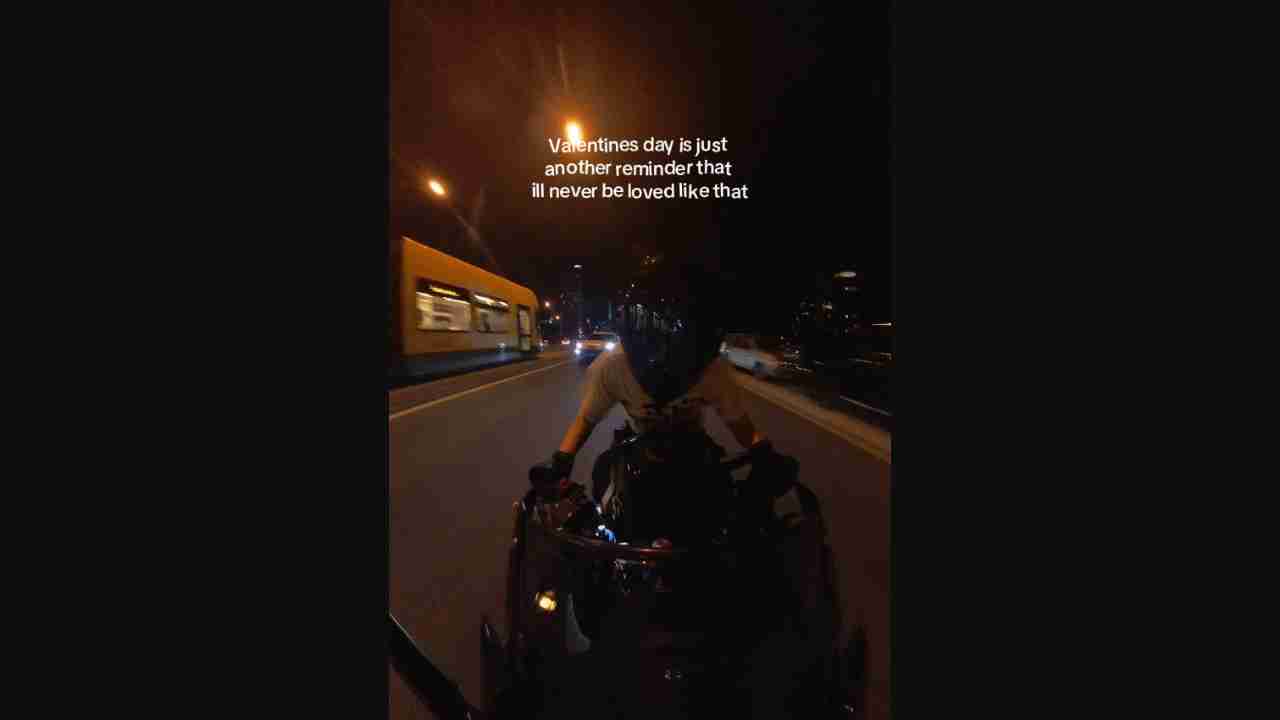 Valentines day is just
another reminder that
ill never be loved like that